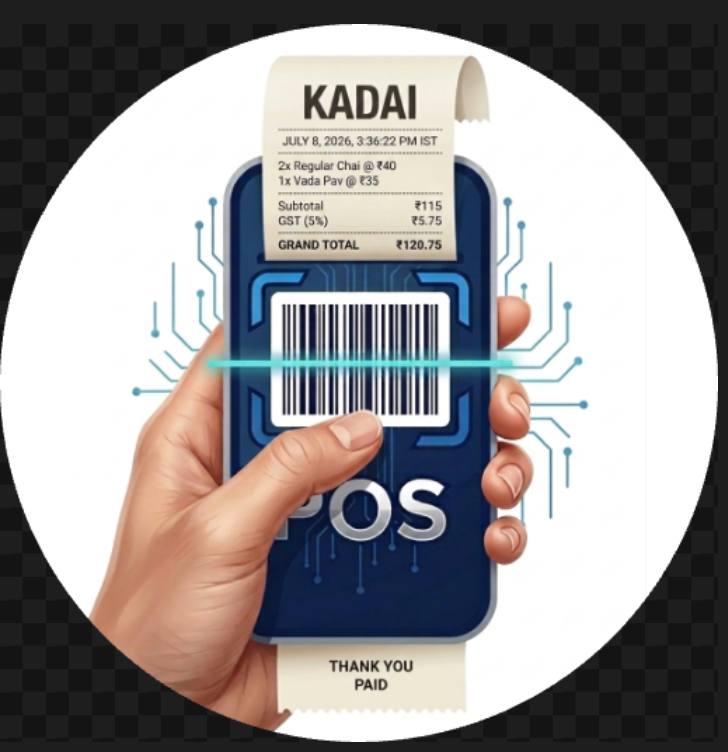 KADAI
JULY 8, 2026, 3:36:22 PM IST
2x Regular Chai @ ₹40
1x Vada Pav @ ₹35
Subtotal ₹115
GST (5%) ₹5.75
GRAND TOTAL ₹120.75
POS
THANK YOU
PAID